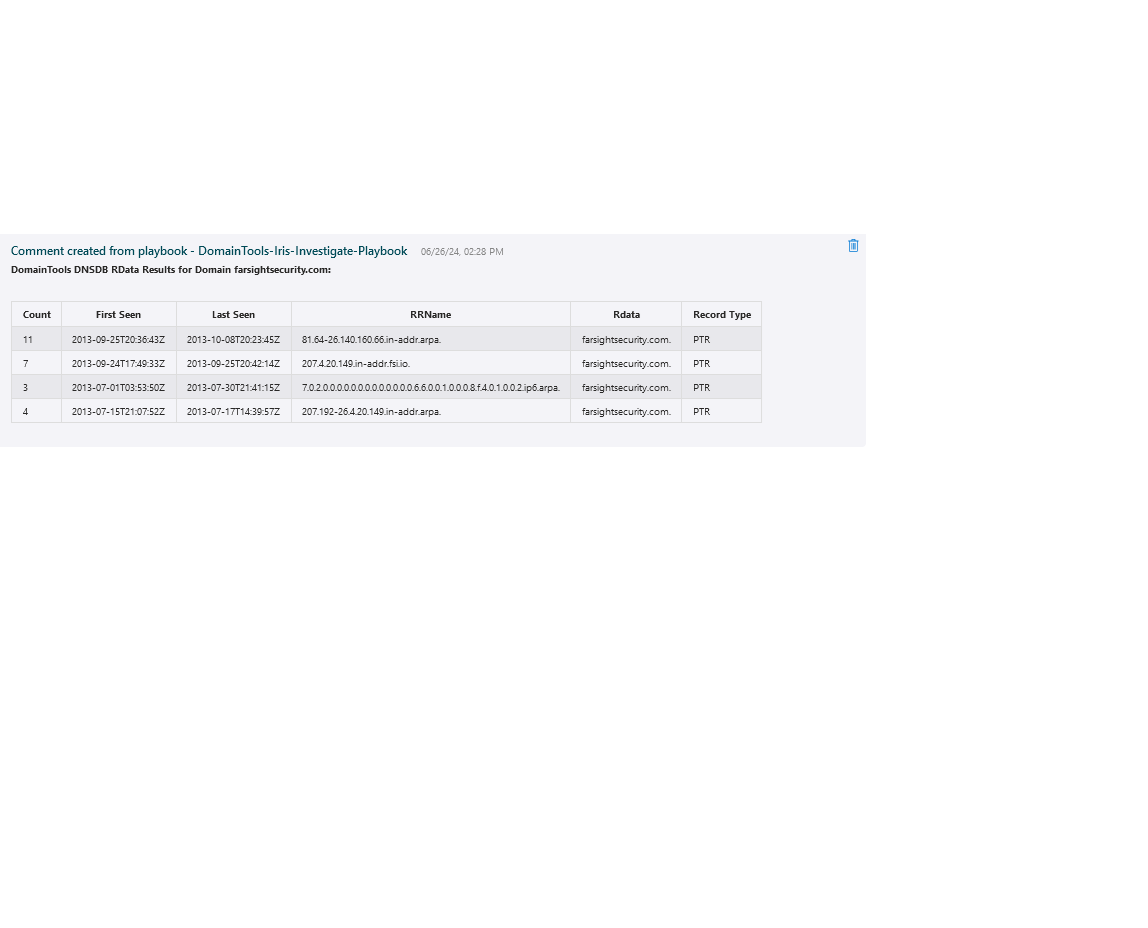 Comment created from playbook - DomainTools-Iris-Investigate-Playbook 06/26/24, 02:28 PM
DomainTools DNSDB RData Results for Domain farsightsecurity.com:
Count First Seen Last Seen RRName Rdata Record Type
11 2013-09-25T20:36:43Z 2013-10-08T20:23:45Z 81.64-26.140.160.66.in-addr.arpa. farsightsecurity.com. PTR
7 2013-09-24T17:49:33Z 2013-09-25T20:42:14Z 207.4.20.149.in-addr.fsi.io. farsightsecurity.com. PTR
3 2013-07-01T03:53:50Z 2013-07-30T21:41:15Z 7.0.2.0.0.0.0.0.0.0.0.0.0.0.0.0.6.6.0.0.1.0.0.0.8.f.4.0.1.0.0.2.ip6.arpa. farsightsecurity.com. PTR
4 2013-07-15T21:07:52Z 2013-07-17T14:39:57Z 207.192-26.4.20.149.in-addr.arpa. farsightsecurity.com. PTR